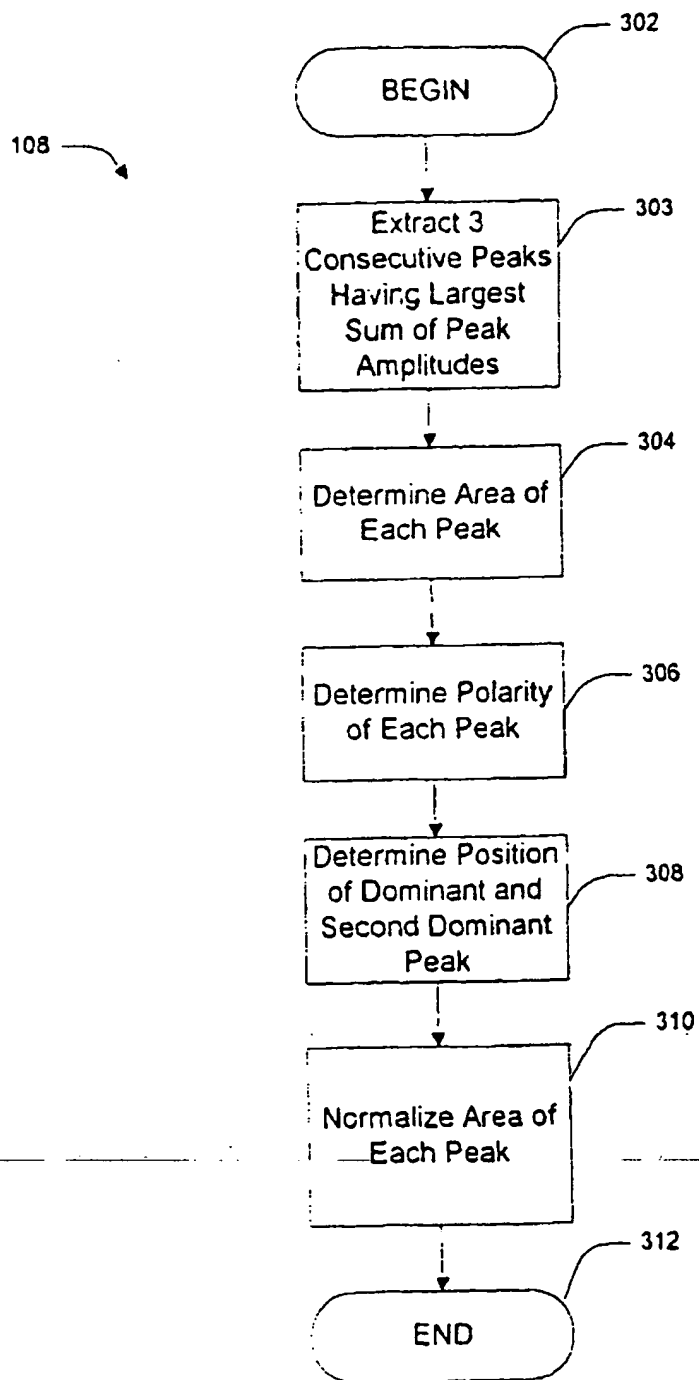 302
BEGIN
108
303
Extract 3
Consecutive Peaks
Having Largest
Sum of Peak
Amplitudes
304
Determine Area of
Each Peak
306
Determine Polarity
of Each Peak
308
Determine Position
of Dominant and
Second Dominant
Peak
310
Normalize Area of
Each Peak
312
END